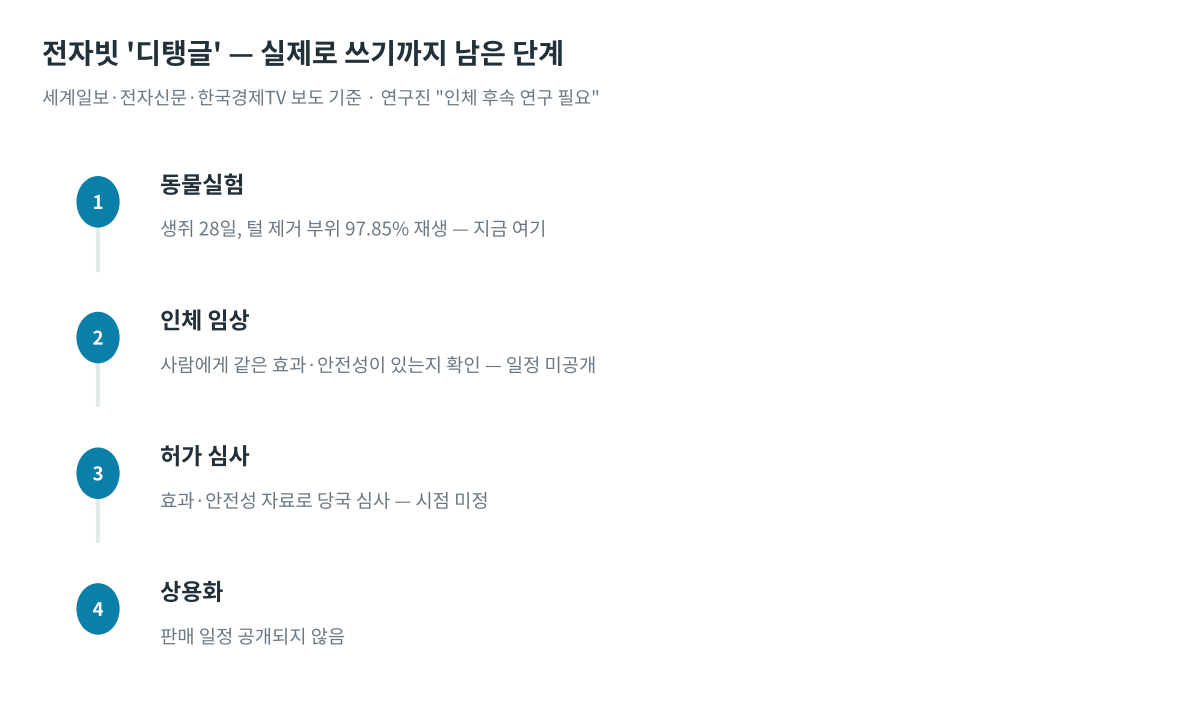 전자빗 '디탱글' — 실제로 쓰기까지 남은 단계
세계일보·전자신문·한국경제TV 보도 기준 · 연구진 "인체 후속 연구 필요"
1
동물실험
생쥐 28일, 털 제거 부위 97.85% 재생 — 지금 여기
2
인체 임상
사람에게 같은 효과·안전성이 있는지 확인 — 일정 미공개
3
허가 심사
효과·안전성 자료로 당국 심사 — 시점 미정
4
상용화
판매 일정 공개되지 않음